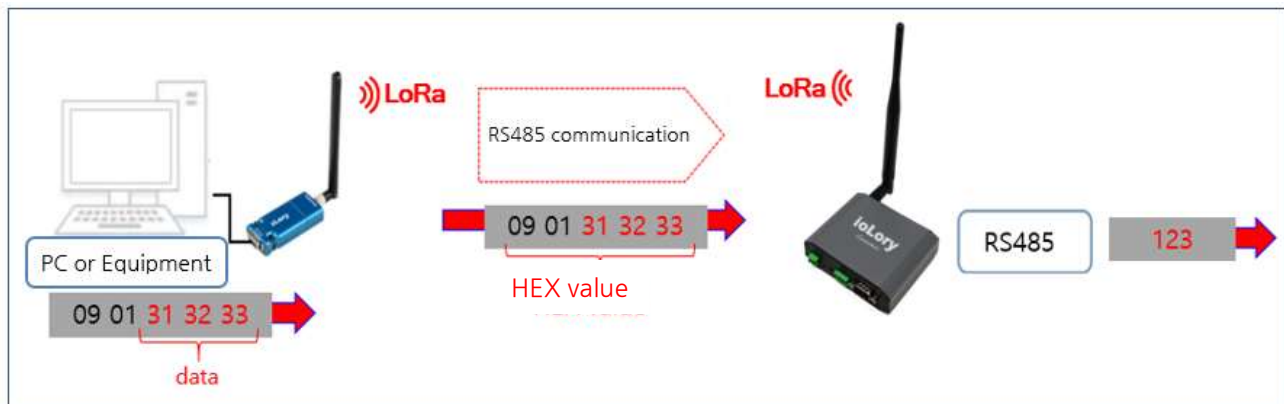 LoRa
LoRa
RS485 communication
09 01 31 32 33
HEX value
PC or Equipment
09 01 31 32 33
data
ioLory
RS485
123